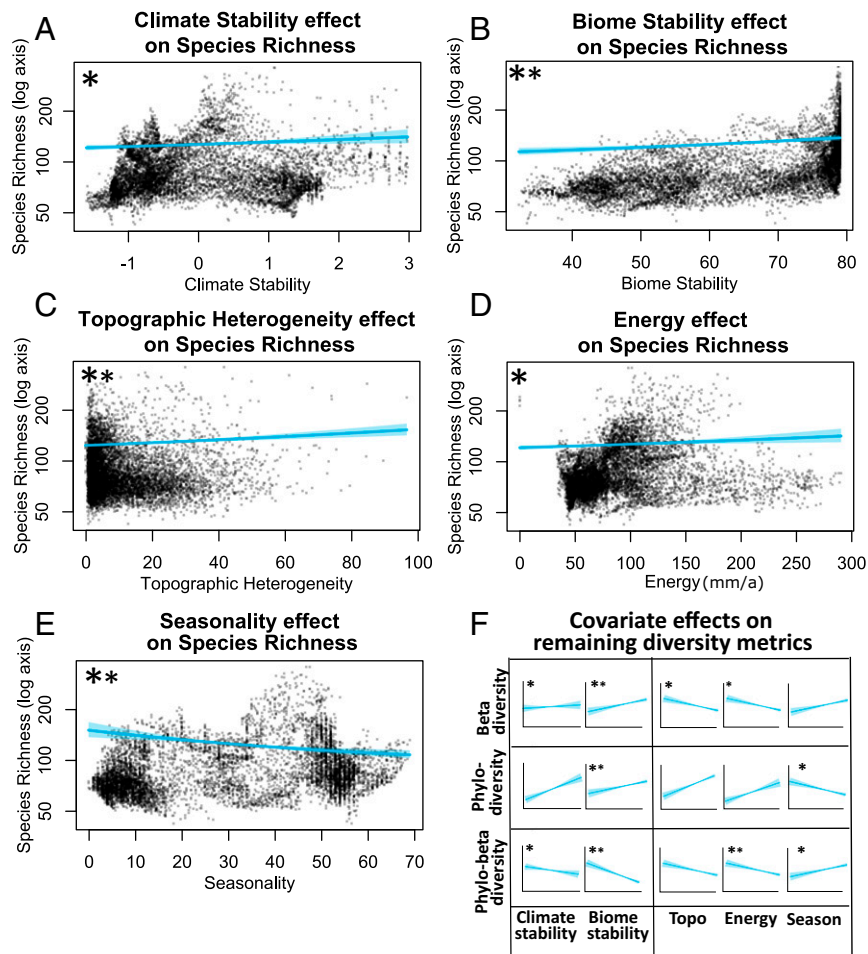 A
Climate Stability effect
on Species Richness
*
Species Richness (log axis)
50 100 200
-1 0 1 2 3
Climate Stability
B
Biome Stability effect
on Species Richness
**
Species Richness (log axis)
50 100 200
40 50 60 70 80
Biome Stability
C
Topographic Heterogeneity effect
on Species Richness
**
Species Richness (log axis)
50 100 200
0 20 40 60 80 100
Topographic Heterogeneity
D
Energy effect
on Species Richness
*
Species Richness (log axis)
50 100 200
0 50 100 150 200 250 300
Energy (mm/a)
E
Seasonality effect
on Species Richness
**
Species Richness (log axis)
50 100 200
0 10 20 30 40 50 60 70
Seasonality
F
Covariate effects on
remaining diversity metrics
Beta
diversity
* ** * *
Phylo-
diversity
** *
Phylo-beta
diversity
* ** ** *
Climate
stability
Biome
stability
Topo
Energy
Season